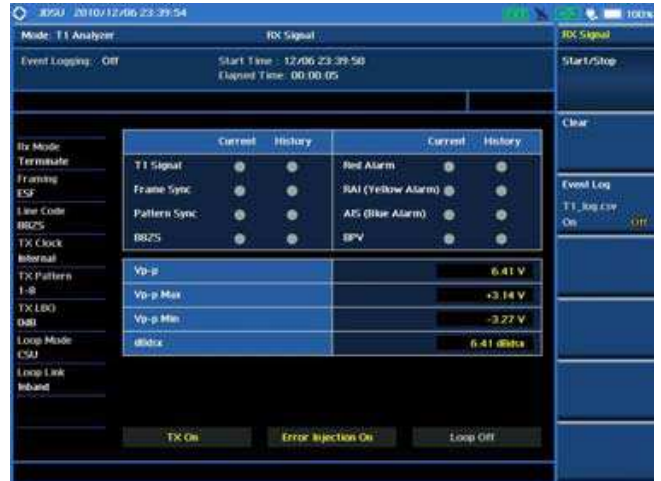 JDSU 2010/12/06 23:39:54
100%
Mode: T1 Analyzer
RX Signal
RX Signal
Event Logging: Off
Start Time : 12/06 23:39:50
Elapsed Time: 00:00:05
Start/Stop
Clear
Event Log
T1_log.csv
On Off
Rx Mode
Terminate
Framing
ESF
Line Code
B8ZS
TX Clock
Internal
TX Pattern
1-8
TX LBO
0dB
Loop Mode
CSU
Loop Link
Inband
Current History Current History
T1 Signal Red Alarm
Frame Sync RAI (Yellow Alarm)
Pattern Sync AIS (Blue Alarm)
B8ZS BPV
Vp-p 6.41 V
Vp-p Max +3.14 V
Vp-p Min -3.27 V
dBdsx 6.41 dBdsx
TX On Error Injection On Loop Off